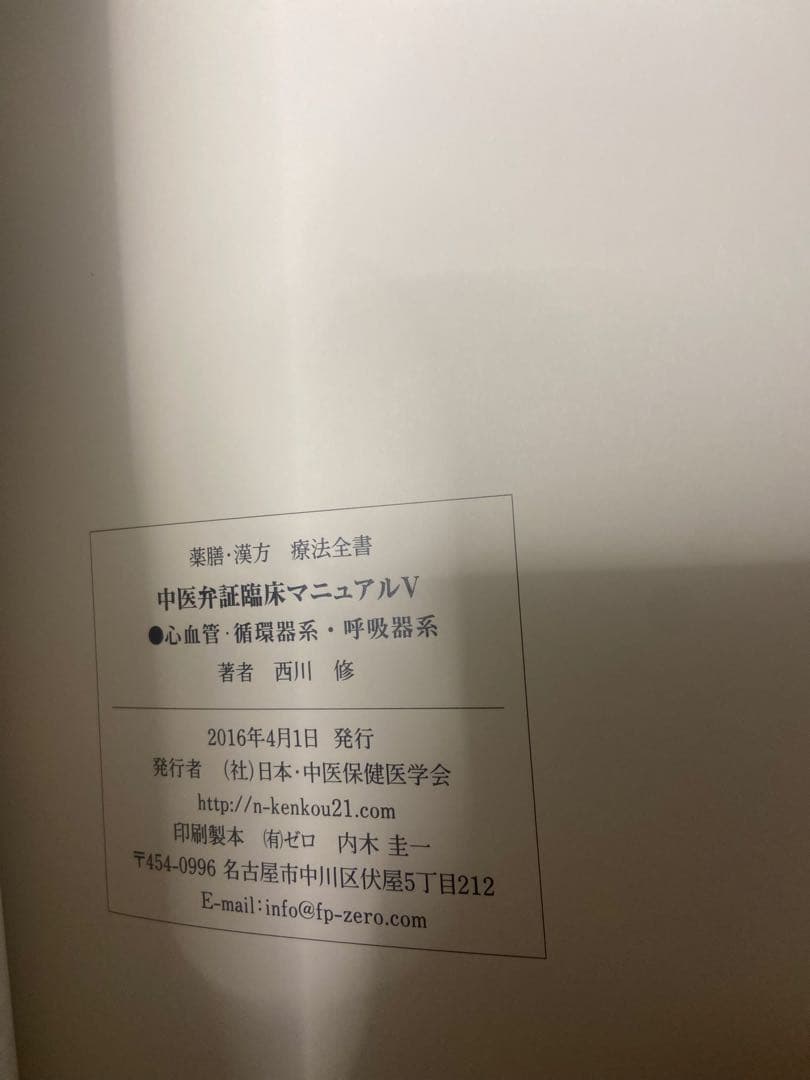 薬膳・漢方　療法全書
中医弁証臨床マニュアルV
●心血管・循環器系・呼吸器系
著者　西川　修
2016年4月1日　発行
発行者　（社）日本・中医保健医学会
http://n-kenkou21.com
印刷製本　㈲ゼロ　内木 圭一
〒454-0996 名古屋市中川区伏屋5丁目212
E-mail：info@fp-zero.com